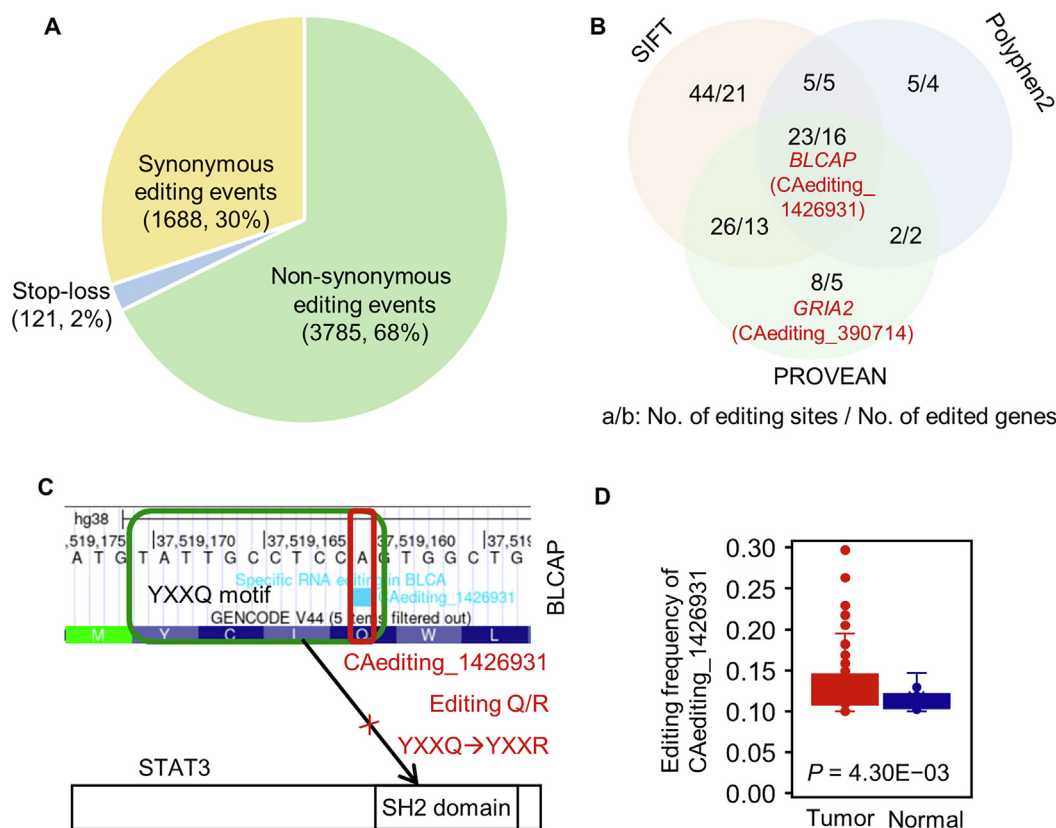 A
Synonymous
editing events
(1688, 30%)
Stop-loss
(121, 2%)
Non-synonymous
editing events
(3785, 68%)
B
SIFT
Polyphen2
44/21
5/5
5/4
23/16
BLCAP
(CAediting_
1426931)
26/13
2/2
8/5
GRIA2
(CAediting_390714)
PROVEAN
a/b: No. of editing sites / No. of edited genes
C
hg38
,519,175
37,519,170
37,519,165
37,519,160
37,519
A T G T A T T G C C T C C A G T G G C T G
Specific RNA editing in BLCA
CAediting_1426931
YXXQ motif
GENCODE V44 (5 items filtered out)
M Y C I Q W L
BLCAP
CAediting_1426931
Editing Q/R
YXXQ→YXXR
STAT3
SH2 domain
D
Editing frequency of
CAediting_1426931
0.30
0.25
0.20
0.15
0.10
0.05
0.00
P = 4.30E−03
Tumor Normal